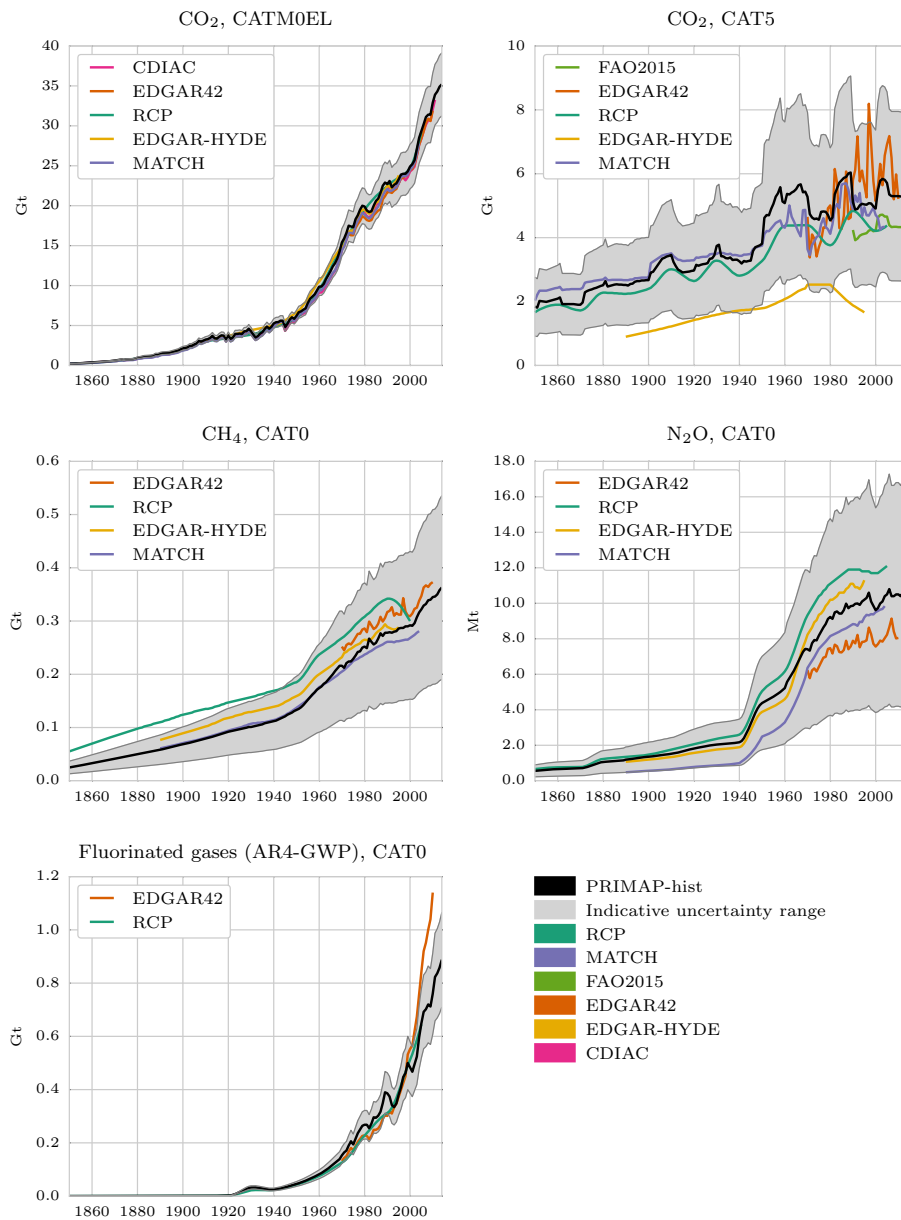 CO₂, CATM0EL
40
35
30
25
20
15
10
5
0
Gt
CDIAC
EDGAR42
RCP
EDGAR-HYDE
MATCH
1860 1880 1900 1920 1940 1960 1980 2000
CO₂, CAT5
10
8
6
4
2
0
Gt
FAO2015
EDGAR42
RCP
EDGAR-HYDE
MATCH
1860 1880 1900 1920 1940 1960 1980 2000
CH₄, CAT0
0.6
0.5
0.4
0.3
0.2
0.1
0.0
Gt
EDGAR42
RCP
EDGAR-HYDE
MATCH
1860 1880 1900 1920 1940 1960 1980 2000
N₂O, CAT0
18.0
16.0
14.0
12.0
10.0
8.0
6.0
4.0
2.0
0.0
Mt
EDGAR42
RCP
EDGAR-HYDE
MATCH
1860 1880 1900 1920 1940 1960 1980 2000
Fluorinated gases (AR4-GWP), CAT0
1.2
1.0
0.8
0.6
0.4
0.2
0.0
Gt
EDGAR42
RCP
1860 1880 1900 1920 1940 1960 1980 2000
PRIMAP-hist
Indicative uncertainty range
RCP
MATCH
FAO2015
EDGAR42
EDGAR-HYDE
CDIAC